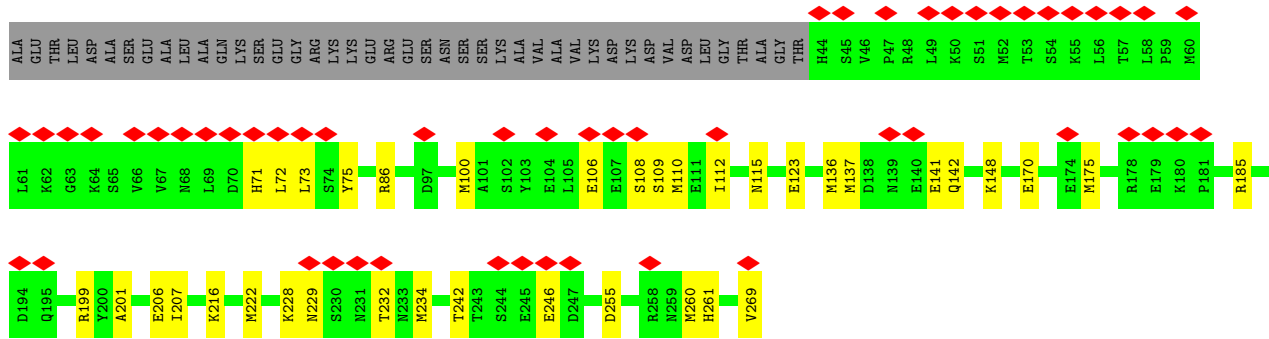 ALA GLU THR LEU ASP ALA SER GLU ALA LEU ALA GLN LYS SER GLU GLY ARG LYS LYS GLU ARG GLU SER ASN SER SER LYS ALA VAL ALA VAL LYS ASP LYS ASP VAL ASP LEU GLY THR ALA GLY THR H44 S45 V46 P47 R48 L49 K50 S51 M52 T53 S54 K55 L56 T57 L58 P59 M60
L61 K62 G63 K64 S65 V66 V67 N68 L69 D70 H71 L72 L73 S74 Y75 R86 D97 M100 A101 S102 Y103 E104 L105 E106 E107 S108 S109 M110 E111 I112 N115 E123 M136 M137 D138 N139 E140 E141 Q142 K148 E170 E174 M175 R178 E179 K180 P181 R185
D194 Q195 R199 Y200 A201 E206 I207 K216 M222 K228 N229 S230 N231 T232 N233 M234 T242 T243 S244 E245 E246 D247 D255 R258 N259 M260 H261 V269